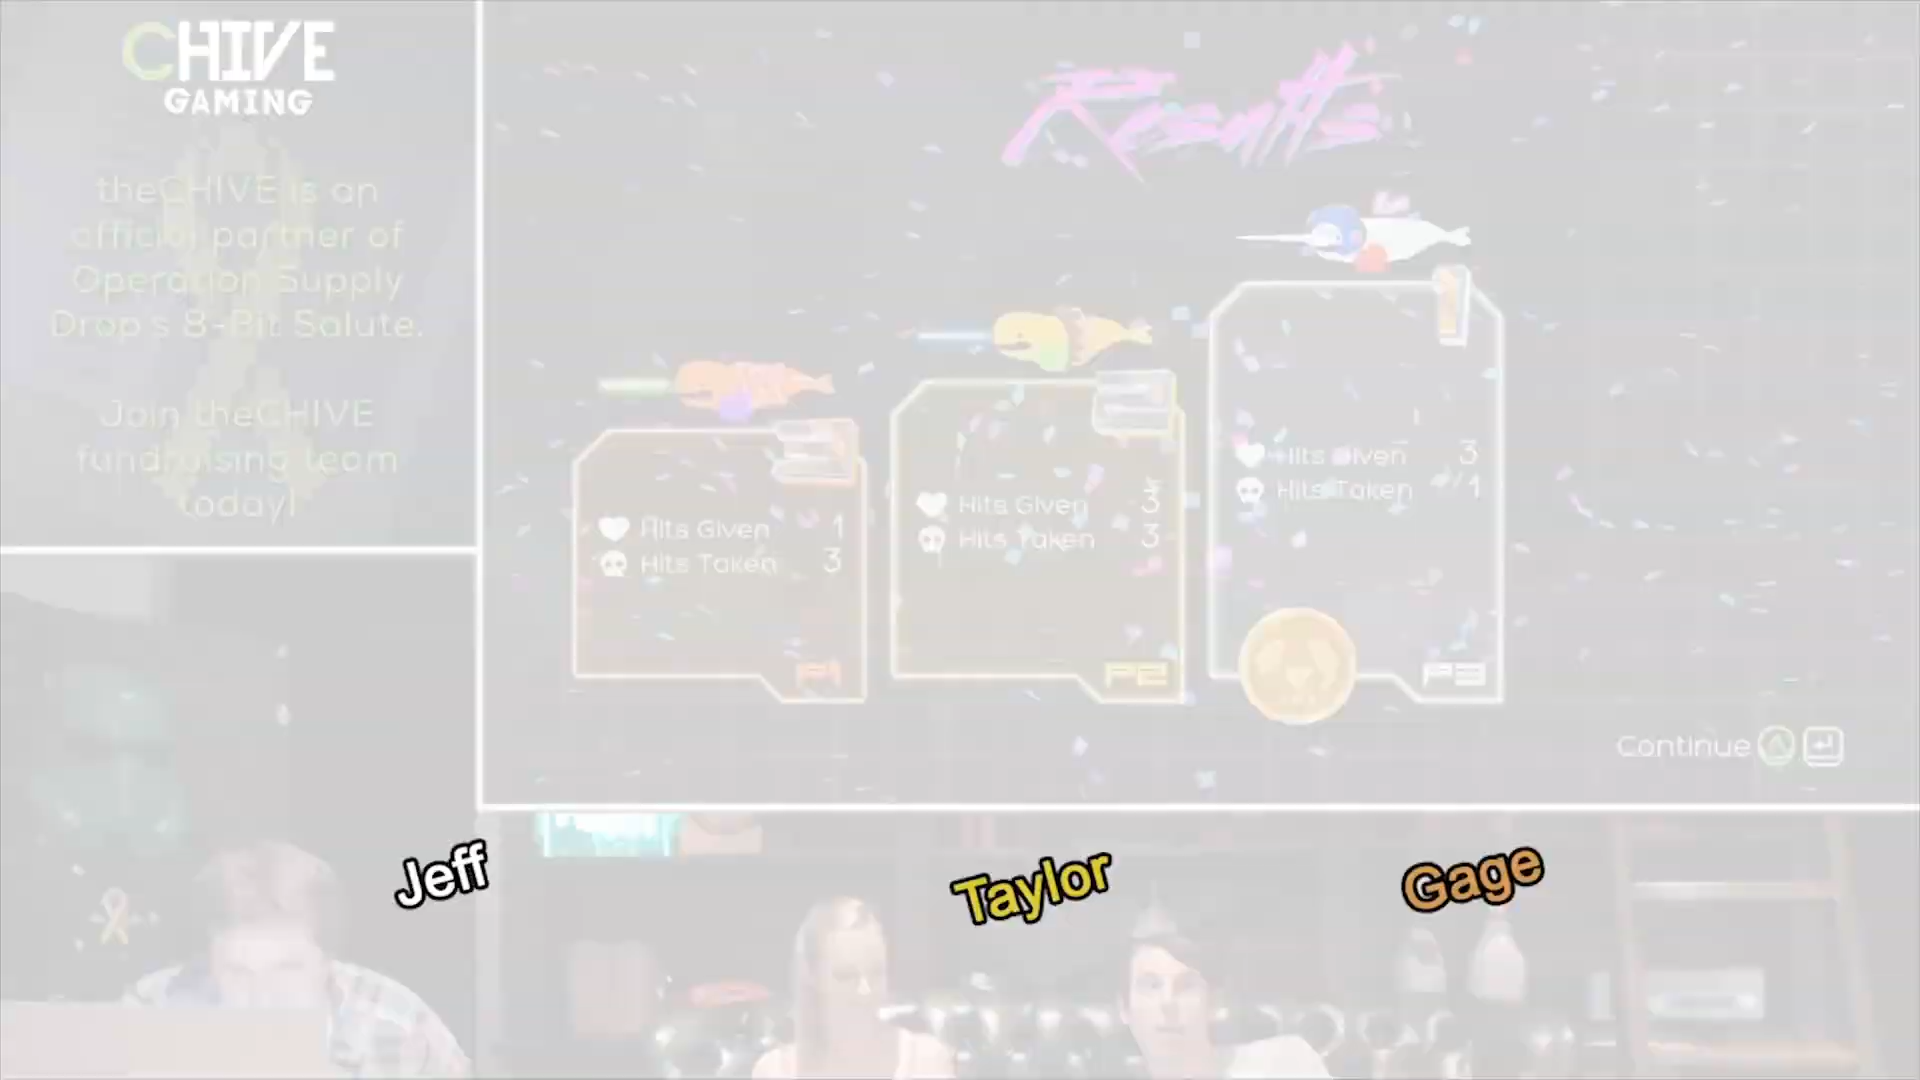 CHIVE
GAMING
theCHIVE is an
official partner of
Operation Supply
Drop's 8-Bit Salute.
Join theCHIVE
fundraising team
today!
Results
Hits Given 1
Hits Taken 3
P1
Hits Given 3
Hits Taken 3
P2
Hits Given 3
Hits Taken 1
P3
Continue
Jeff
Taylor
Gage